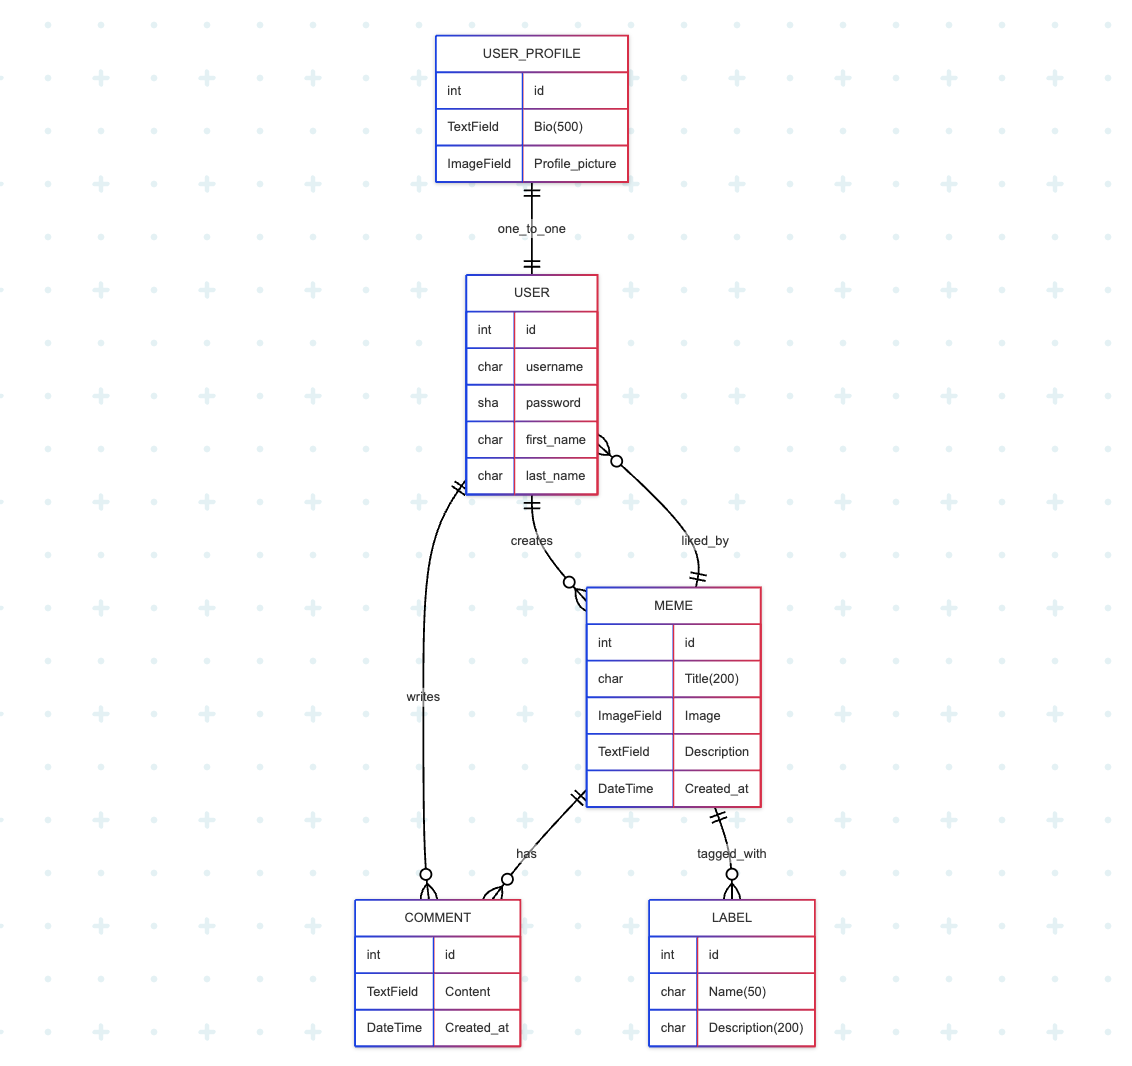 USER_PROFILE
int id
TextField Bio(500)
ImageField Profile_picture
one_to_one
USER
int id
char username
sha password
char first_name
char last_name
creates
liked_by
MEME
int id
char Title(200)
ImageField Image
TextField Description
DateTime Created_at
writes
has
tagged_with
COMMENT
int id
TextField Content
DateTime Created_at
LABEL
int id
char Name(50)
char Description(200)